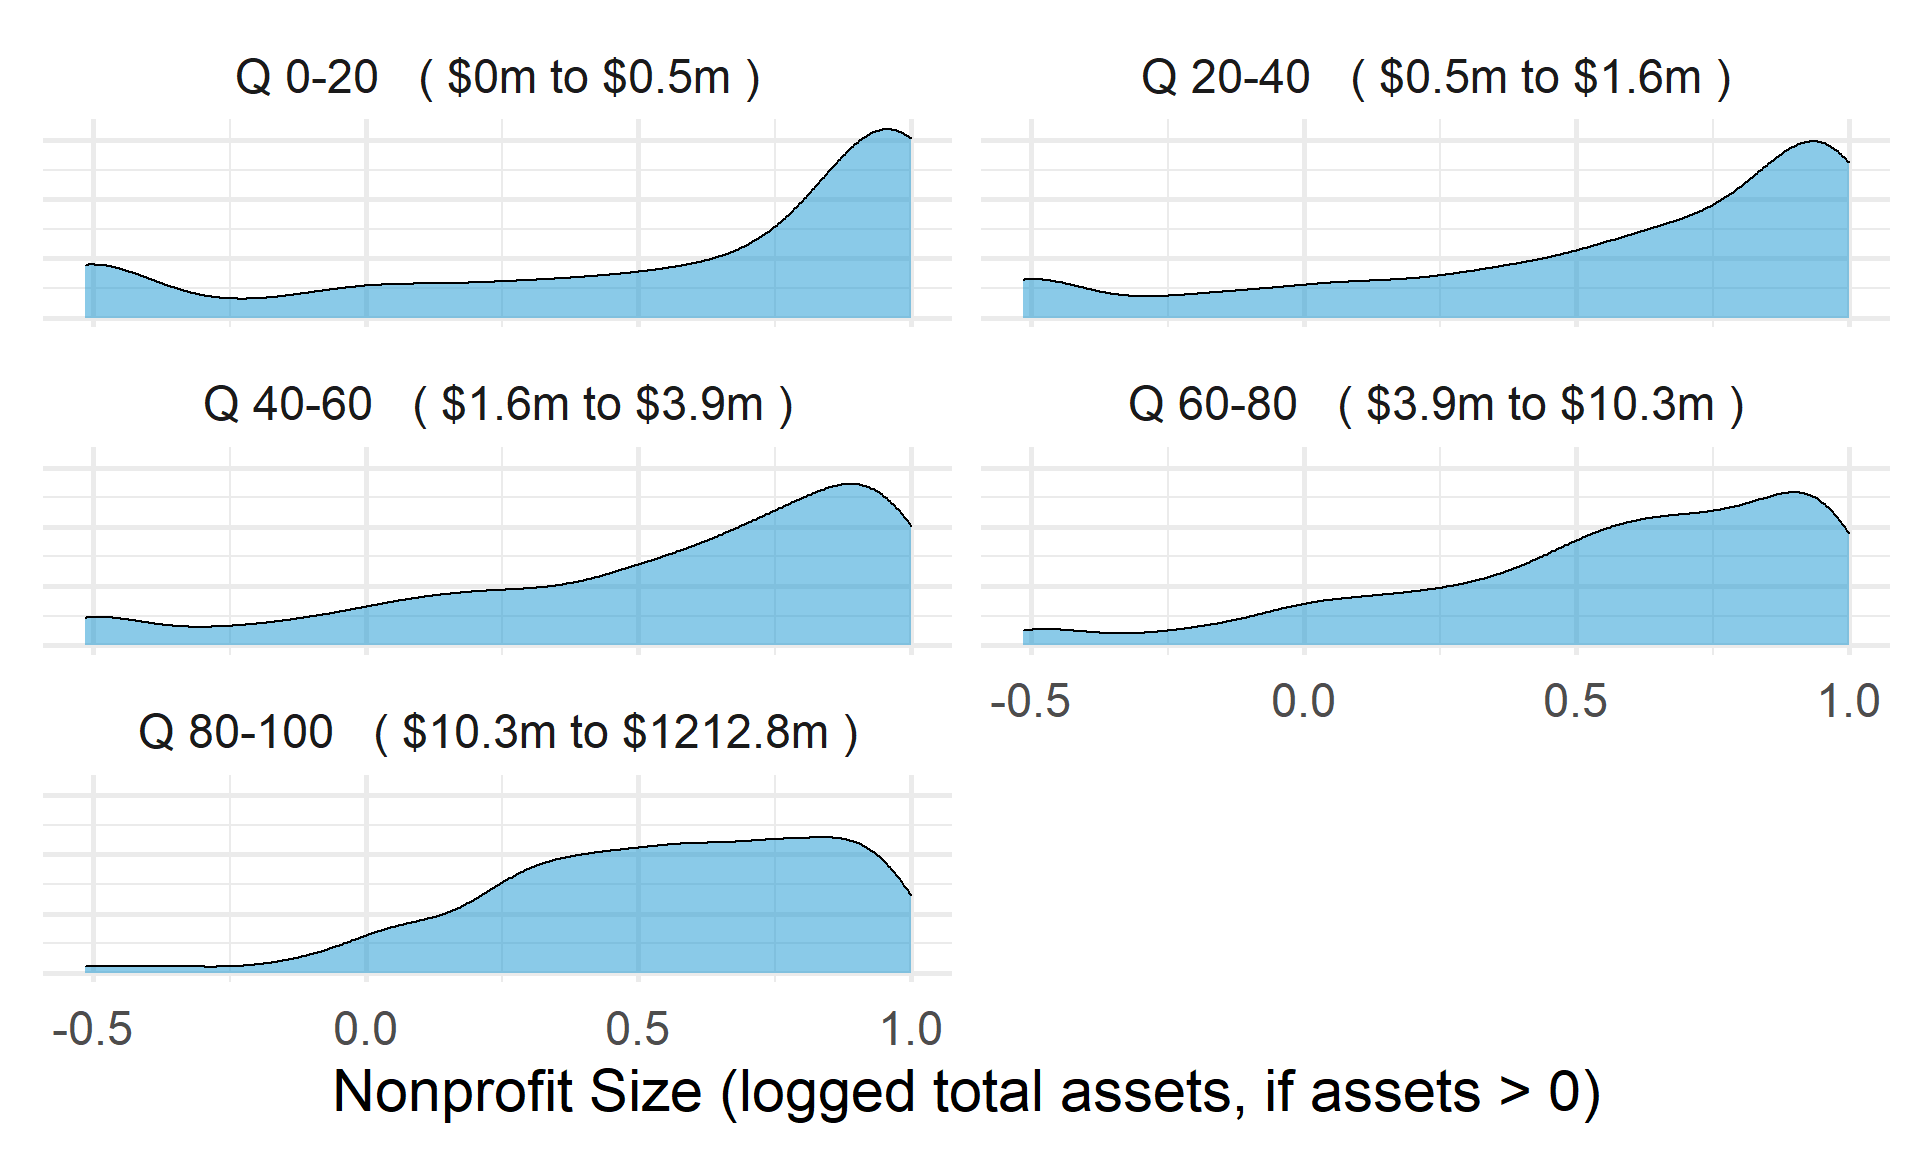 Q 0-20 ( $0m to $0.5m )
Q 20-40 ( $0.5m to $1.6m )
Q 40-60 ( $1.6m to $3.9m )
Q 60-80 ( $3.9m to $10.3m )
-0.5 0.0 0.5 1.0
Q 80-100 ( $10.3m to $1212.8m )
-0.5 0.0 0.5 1.0
Nonprofit Size (logged total assets, if assets > 0)